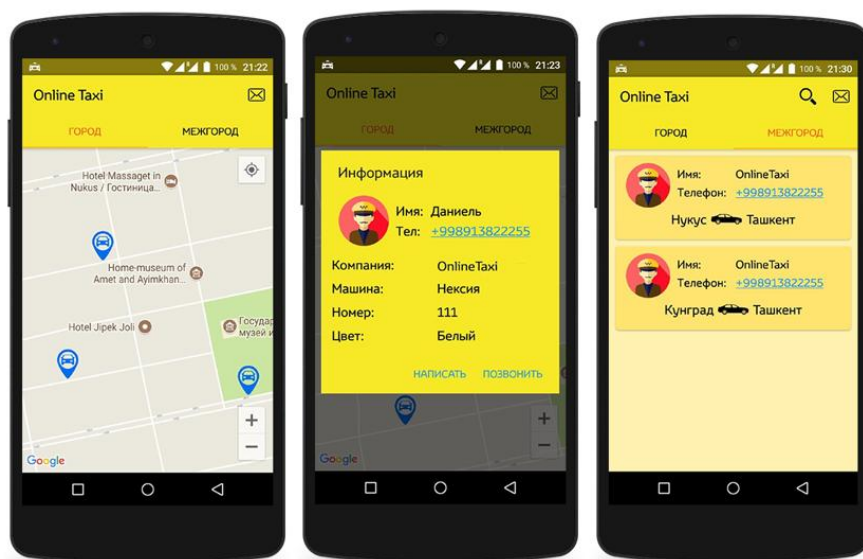 100 % 21:22
Online Taxi
ГОРОД МЕЖГОРОД
Hotel Massaget in
Nukus / Гостиница...
Home-museum of
Amet and Ayimkhan...
Hotel Jipek Joli
Государ
музей и
+
−
Google
100 % 21:23
Online Taxi
ГОРОД МЕЖГОРОД
Информация
Имя: Даниель
Тел: +998913822255
Компания: OnlineTaxi
Машина: Нексия
Номер: 111
Цвет: Белый
НАПИСАТЬ ПОЗВОНИТЬ
+
−
Google
100 % 21:30
Online Taxi
ГОРОД МЕЖГОРОД
Имя: OnlineTaxi
Телефон: +998913822255
Нукус Ташкент
Имя: OnlineTaxi
Телефон: +998913822255
Кунград Ташкент